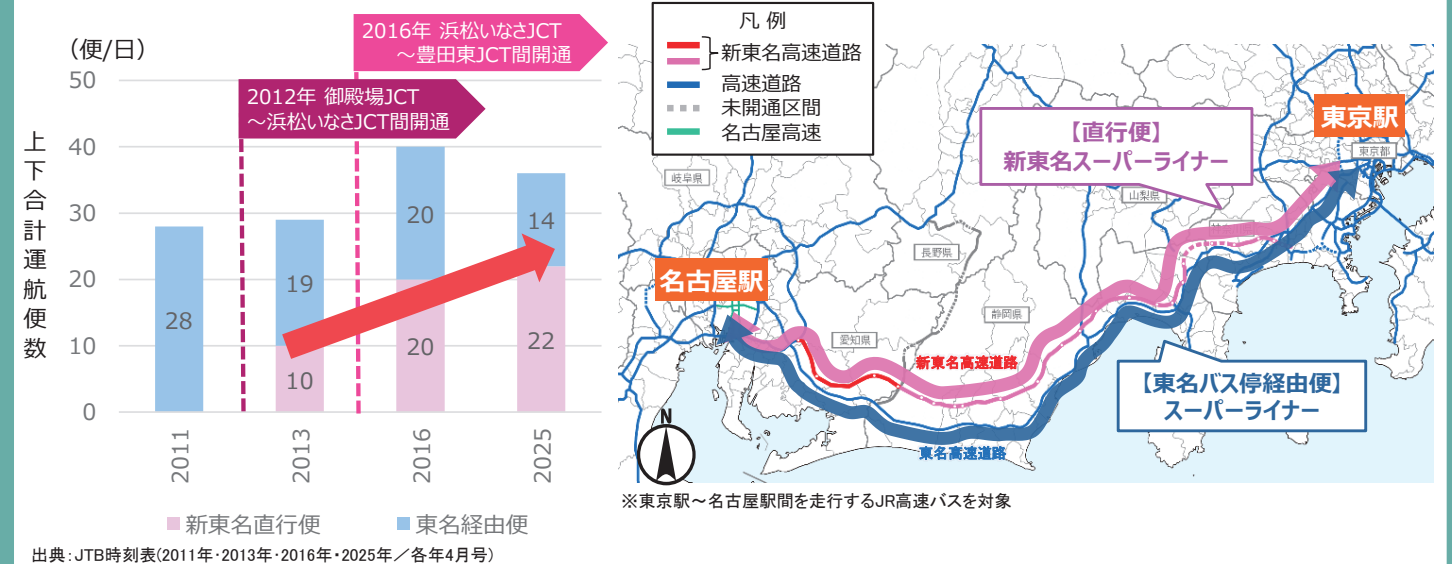 (便/日)
2016年 浜松いなさJCT
～豊田東JCT間開通
2012年 御殿場JCT
～浜松いなさJCT間開通
上下合計運航便数
50
40
30
20
10
0
28
19
10
20
20
14
22
2011
2013
2016
2025
新東名直行便
東名経由便
出典：JTB時刻表(2011年･2013年･2016年･2025年／各年4月号)
凡 例
新東名高速道路
高速道路
未開通区間
名古屋高速
【直行便】
新東名スーパーライナー
東京駅
東京都
山梨県
岐阜県
長野県
名古屋駅
静岡県
愛知県
新東名高速道路
【東名バス停経由便】
スーパーライナー
東名高速道路
N
※東京駅～名古屋駅間を走行するJR高速バスを対象